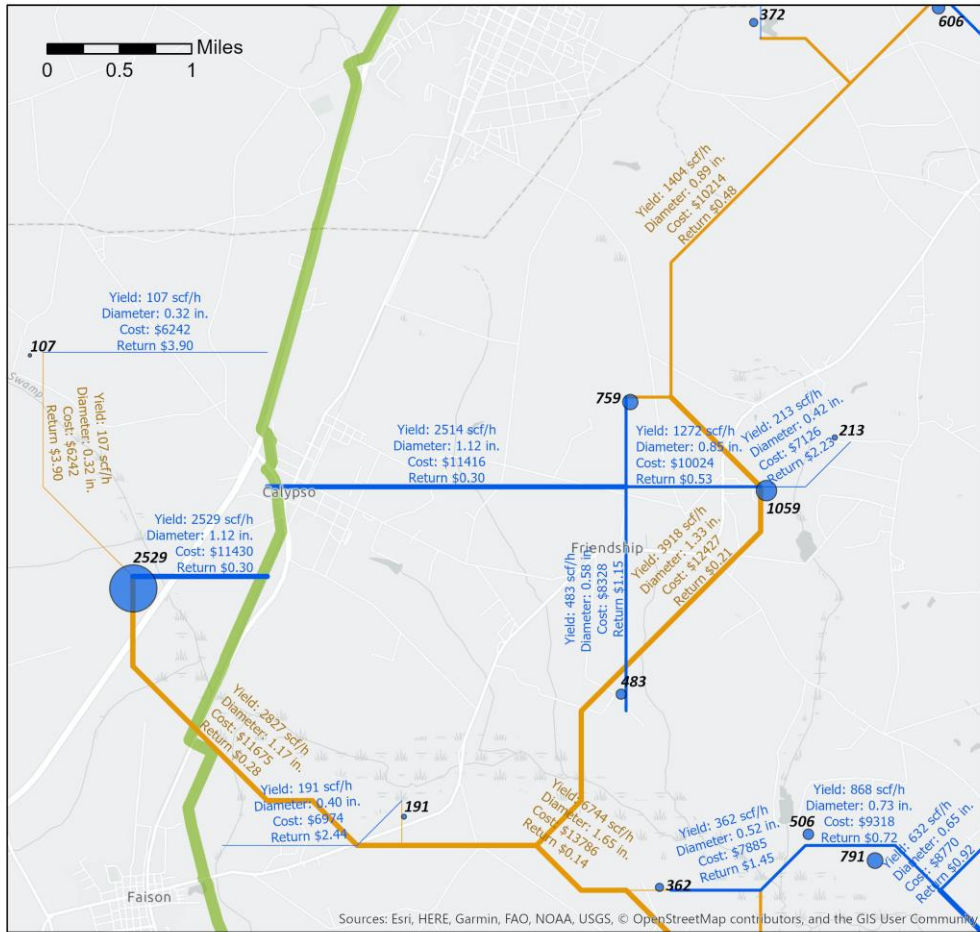 372
606
Miles
0 0.5 1
Yield: 1404 scf/h
Diameter: 0.89 in.
Cost: $10214
Return $0.48
Yield: 107 scf/h
Diameter: 0.32 in.
Cost: $6242
Return $3.90
107
Swamp
Yield: 107 scf/h
Diameter: 0.32 in.
Cost: $6242
Return $3.90
759
Yield: 2514 scf/h
Diameter: 1.12 in.
Cost: $11416
Return $0.30
Yield: 1272 scf/h
Diameter: 0.85 in.
Cost: $10024
Return $0.53
Yield: 213 scf/h
Diameter: 0.42 in.
Cost: $7126
Return $2.23
213
Calypso
1059
Yield: 2529 scf/h
Diameter: 1.12 in.
Cost: $11430
Return $0.30
2529
Friendship
Yield: 3918 scf/h
Diameter: 1.33 in.
Cost: $12427
Return $0.21
Yield: 483 scf/h
Diameter: 0.58 in.
Cost: $8328
Return $1.15
483
Yield: 2827 scf/h
Diameter: 1.17 in.
Cost: $11675
Return $0.28
Yield: 191 scf/h
Diameter: 0.40 in.
Cost: $6974
Return $2.44
191
Yield: 6744 scf/h
Diameter: 1.65 in.
Cost: $13786
Return $0.14
Yield: 362 scf/h
Diameter: 0.52 in.
Cost: $7885
Return $1.45
362
506
Yield: 868 scf/h
Diameter: 0.73 in.
Cost: $9318
Return $0.72
791
Yield: 632 scf/h
Diameter: 0.65 in.
Cost: $8770
Return $0.92
Faison
Sources: Esri, HERE, Garmin, FAO, NOAA, USGS, © OpenStreetMap contributors, and the GIS User Community